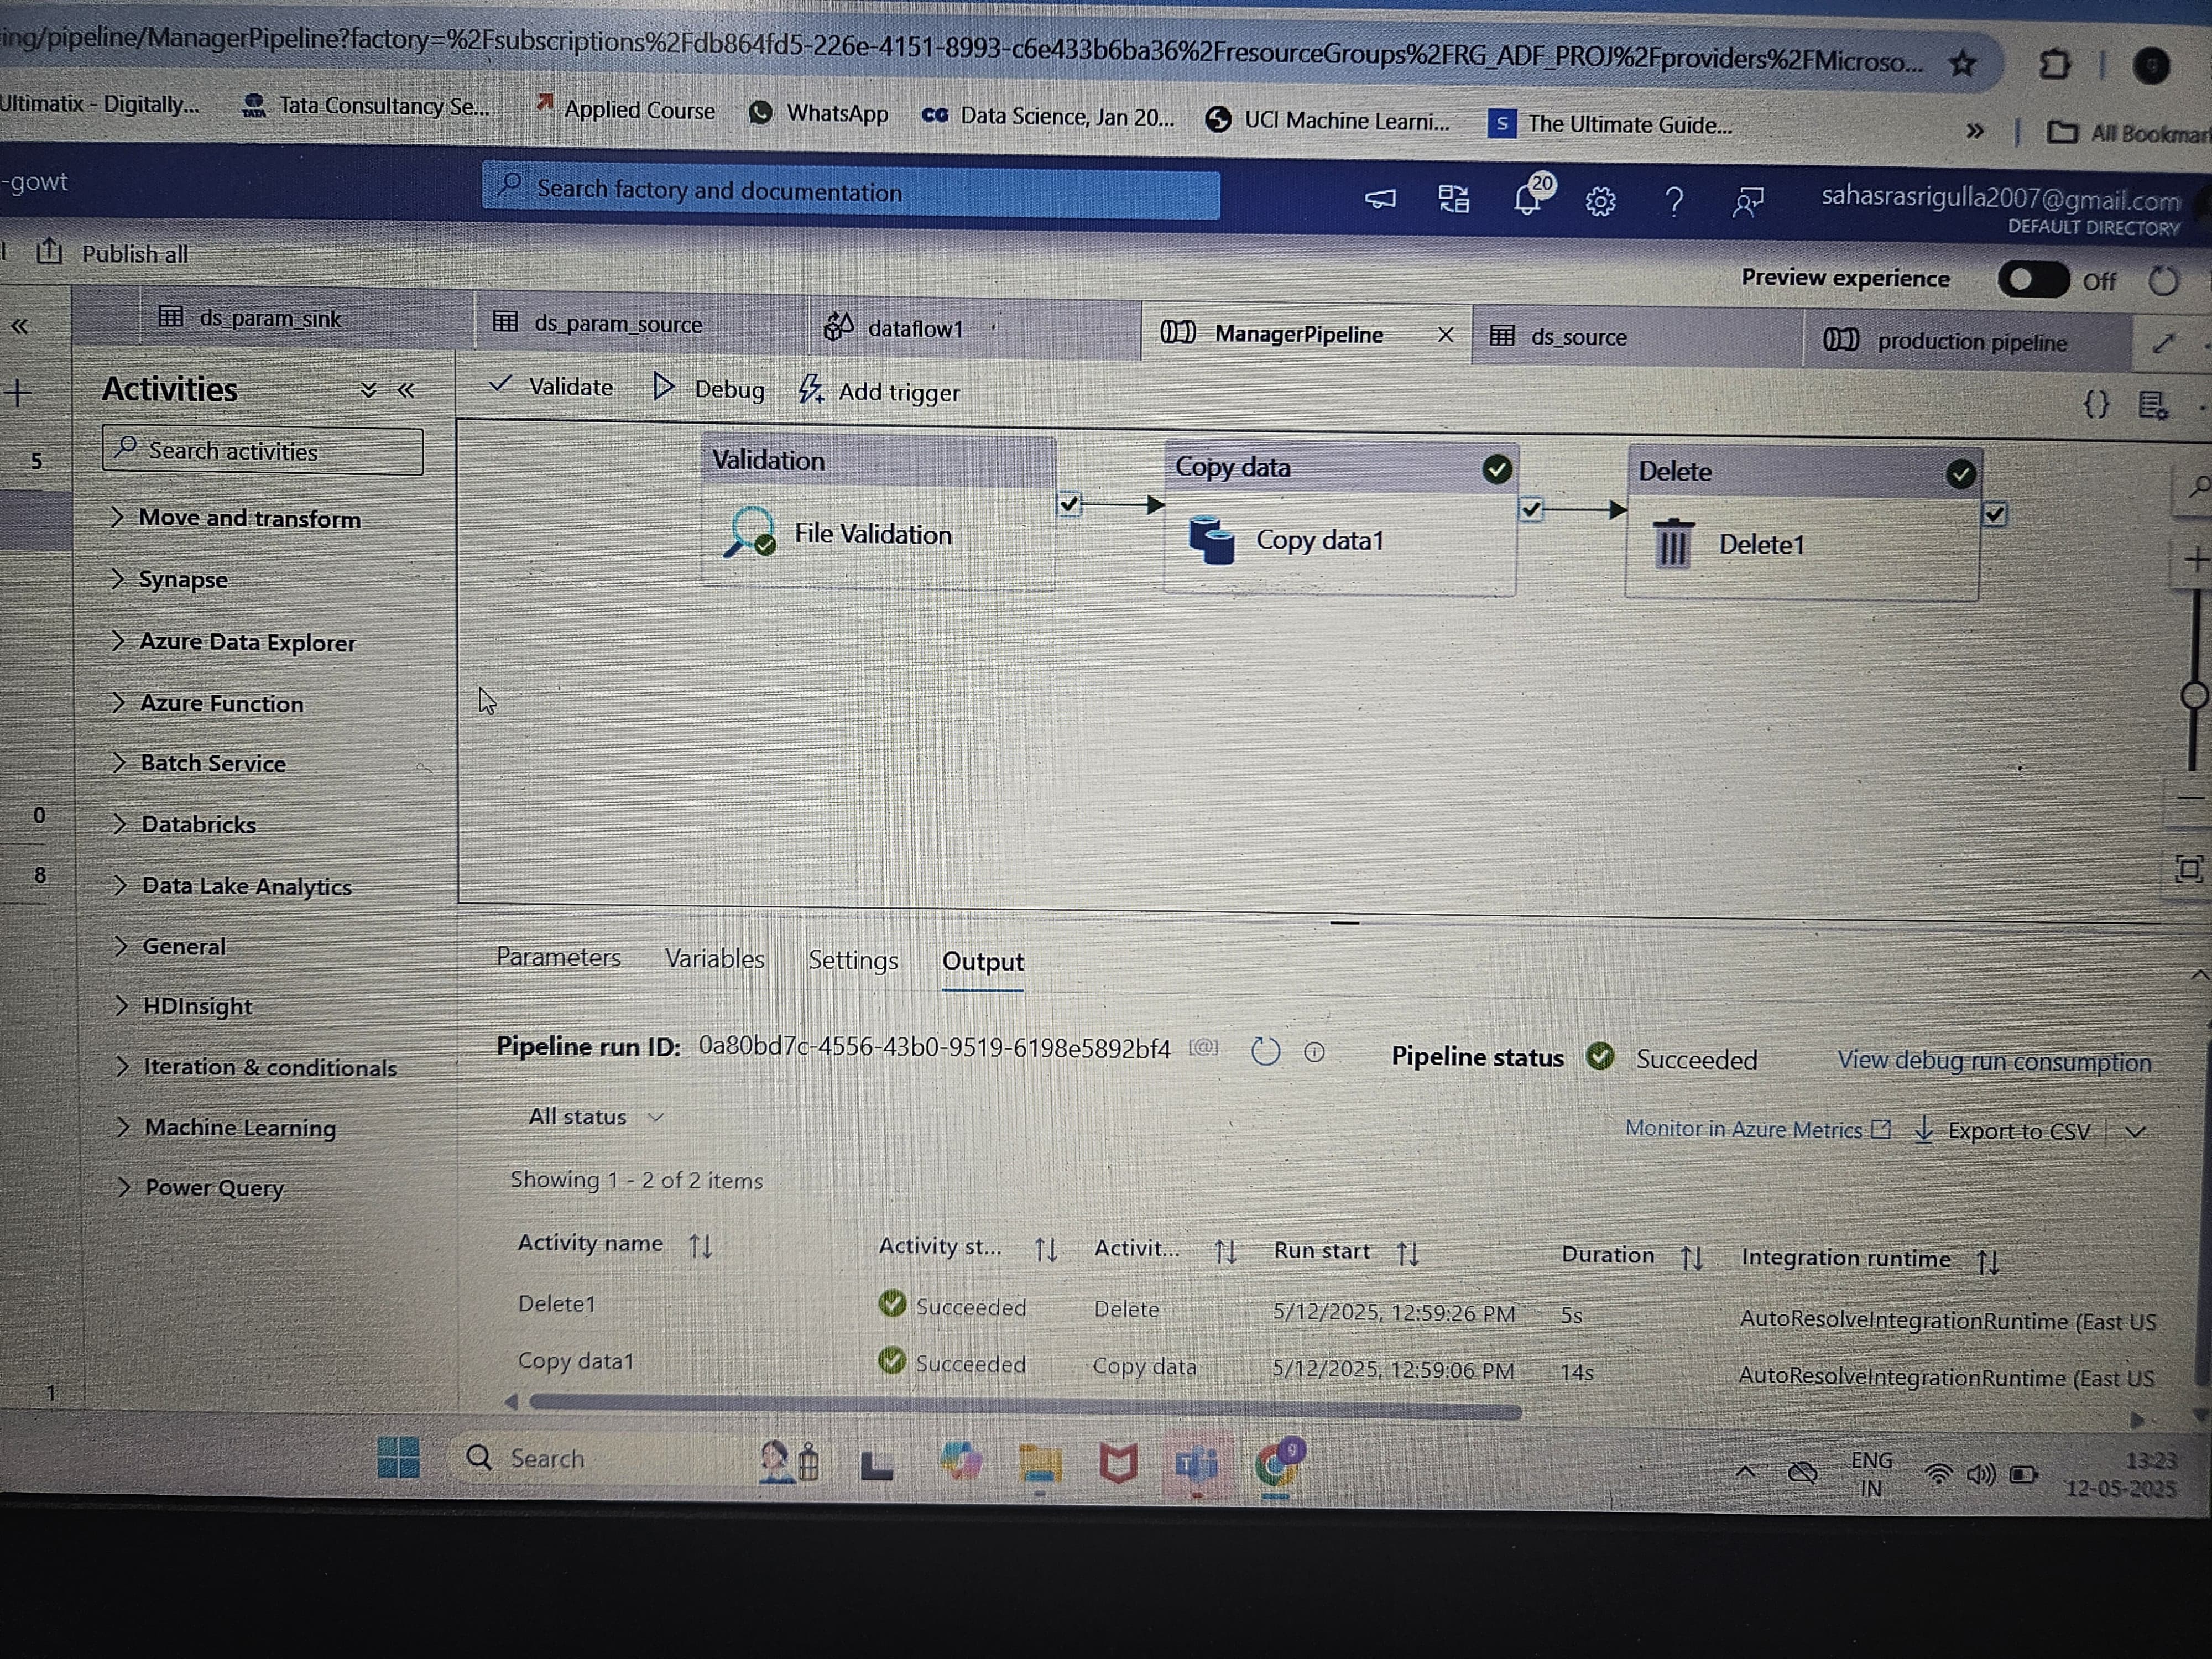 ing/pipeline/ManagerPipeline?factory=%2Fsubscriptions%2Fdb864fd5-226e-4151-8993-c6e433b6ba36%2FresourceGroups%2FRG_ADF_PROJ%2Fproviders%2FMicroso...
Ultimatix - Digitally... TATA Tata Consultancy Se... Applied Course WhatsApp CG Data Science, Jan 20... UCI Machine Learni... S The Ultimate Guide... » All Bookmar
-gowt Search factory and documentation 20 sahasrasrigulla2007@gmail.com
DEFAULT DIRECTORY
Publish all Preview experience Off
ds_param_sink ds_param_source dataflow1 ManagerPipeline ds_source production pipeline
Activities Validate Debug Add trigger {}
Search activities
5
Validation Copy data Delete
File Validation Copy data1 Delete1
Move and transform
Synapse
Azure Data Explorer
Azure Function
Batch Service
0
Databricks
8
Data Lake Analytics
General
HDInsight
Iteration & conditionals
Machine Learning
Power Query
1
Parameters Variables Settings Output
Pipeline run ID: 0a80bd7c-4556-43b0-9519-6198e5892bf4 [@] Pipeline status Succeeded View debug run consumption
All status Monitor in Azure Metrics Export to CSV
Showing 1 - 2 of 2 items
Activity name Activity st... Activit... Run start Duration Integration runtime
Delete1 Succeeded Delete 5/12/2025, 12:59:26 PM 5s AutoResolveIntegrationRuntime (East US
Copy data1 Succeeded Copy data 5/12/2025, 12:59:06 PM 14s AutoResolveIntegrationRuntime (East US
Search g ENG 13:23
IN 12-05-2025